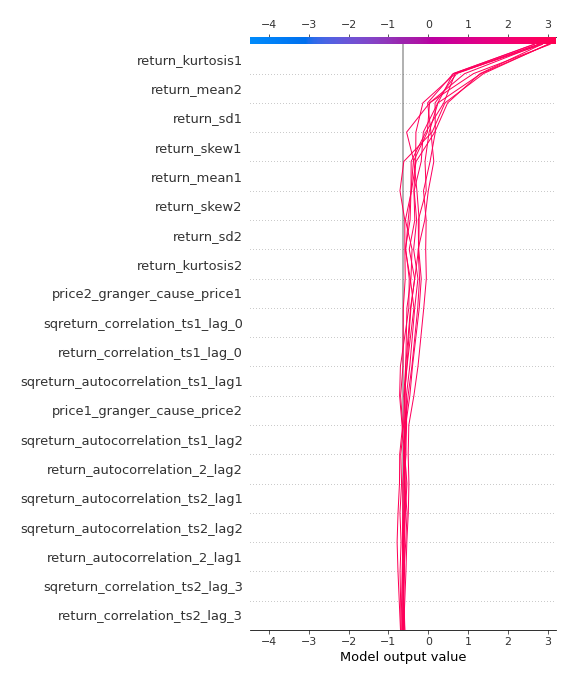 −4 −3 −2 −1 0 1 2 3
return_kurtosis1
return_mean2
return_sd1
return_skew1
return_mean1
return_skew2
return_sd2
return_kurtosis2
price2_granger_cause_price1
sqreturn_correlation_ts1_lag_0
return_correlation_ts1_lag_0
sqreturn_autocorrelation_ts1_lag1
price1_granger_cause_price2
sqreturn_autocorrelation_ts1_lag2
return_autocorrelation_2_lag2
sqreturn_autocorrelation_ts2_lag1
sqreturn_autocorrelation_ts2_lag2
return_autocorrelation_2_lag1
sqreturn_correlation_ts2_lag_3
return_correlation_ts2_lag_3
−4 −3 −2 −1 0 1 2 3
Model output value